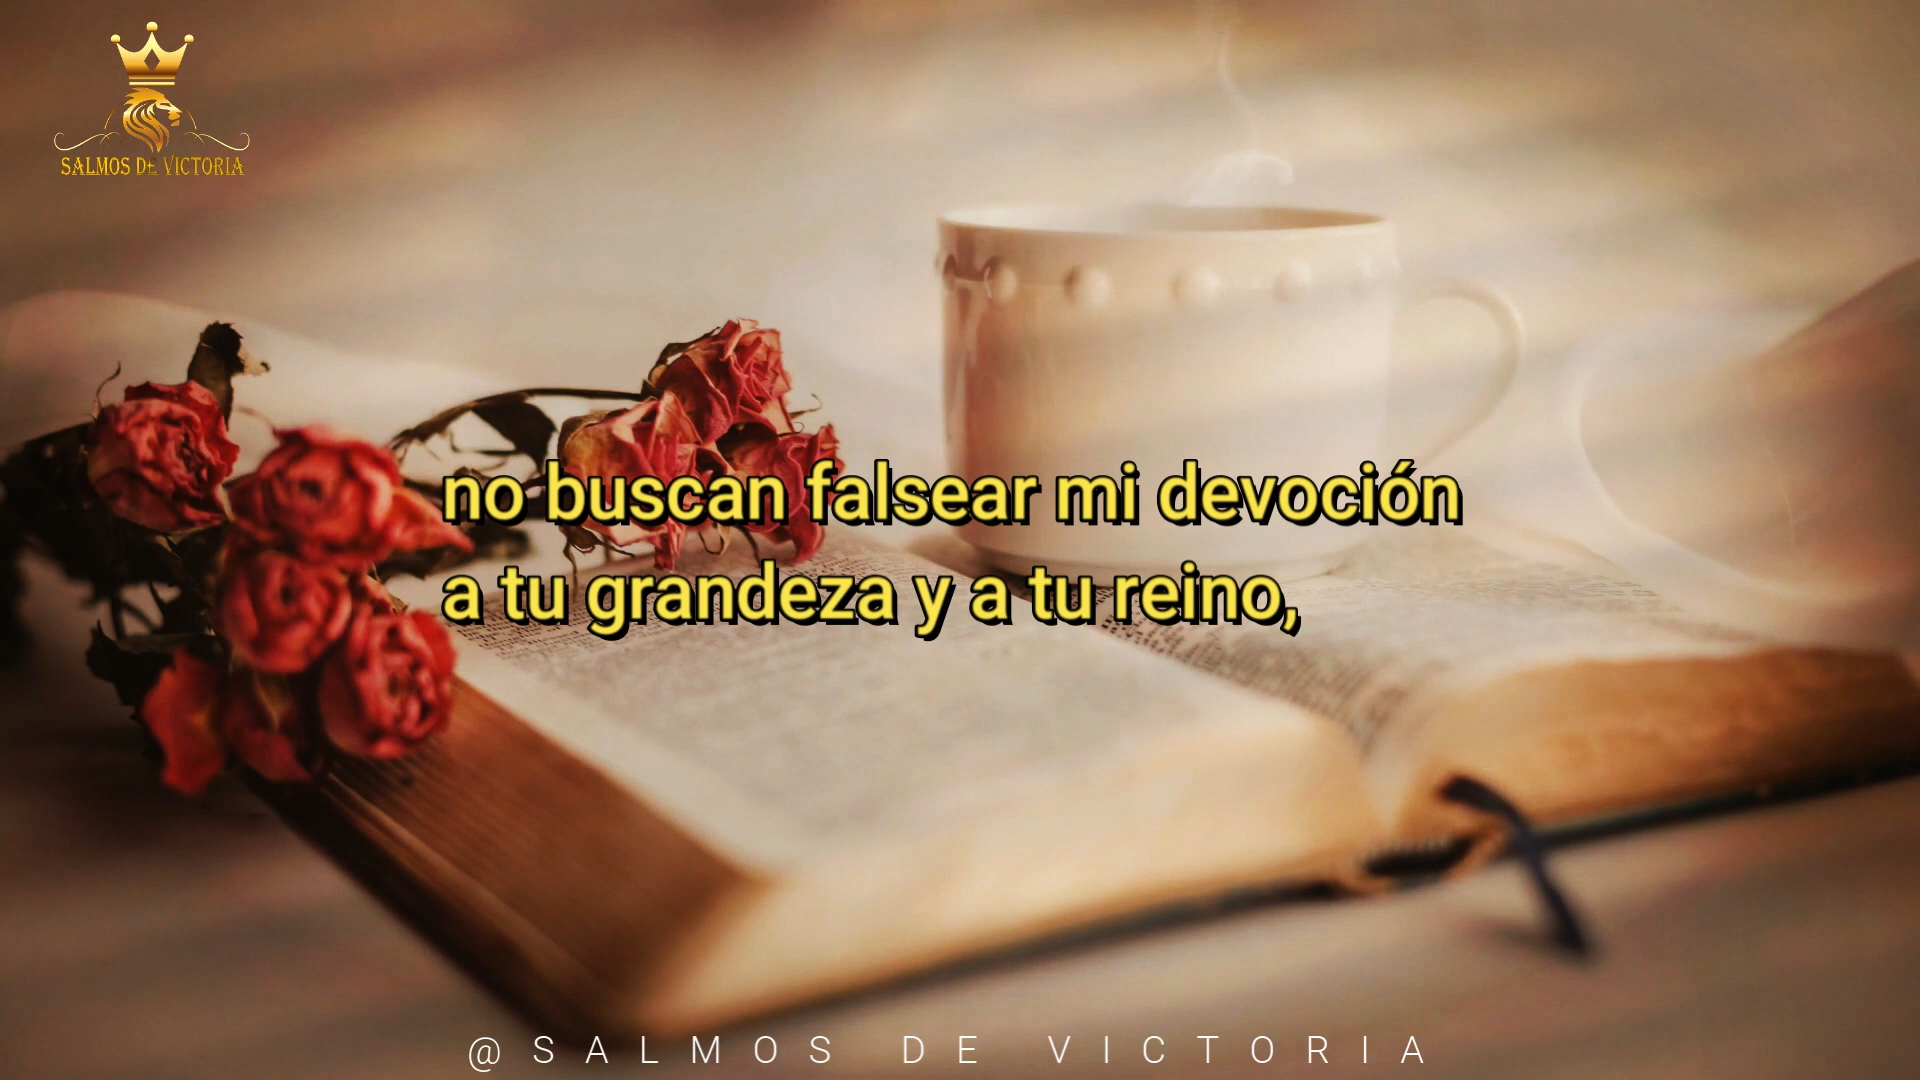 SALMOS DE VICTORIA
no buscan falsear mi devoción
a tu grandeza y a tu reino,
@SALMOS DE VICTORIA